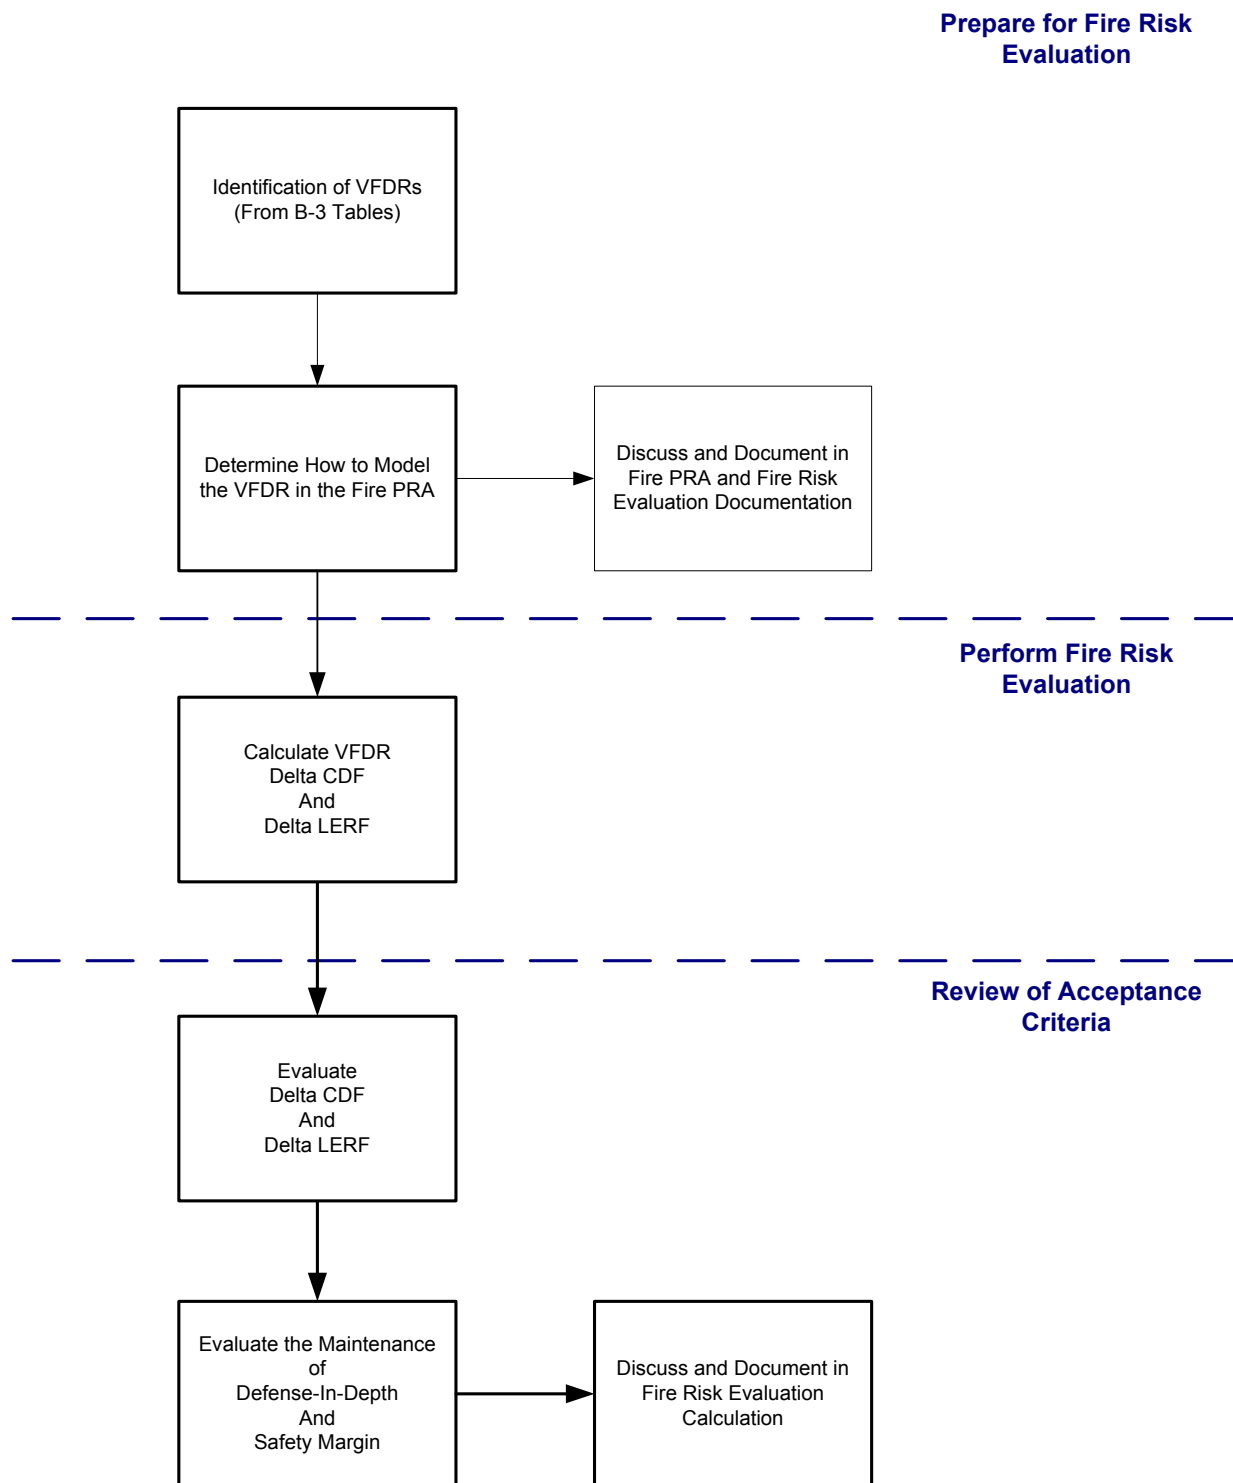 Prepare for Fire Risk
Evaluation
Identification of VFDRs
(From B-3 Tables)
Determine How to Model
the VFDR in the Fire PRA
Discuss and Document in
Fire PRA and Fire Risk
Evaluation Documentation
Perform Fire Risk
Evaluation
Calculate VFDR
Delta CDF
And
Delta LERF
Review of Acceptance
Criteria
Evaluate
Delta CDF
And
Delta LERF
Evaluate the Maintenance
of
Defense-In-Depth
And
Safety Margin
Discuss and Document in
Fire Risk Evaluation
Calculation